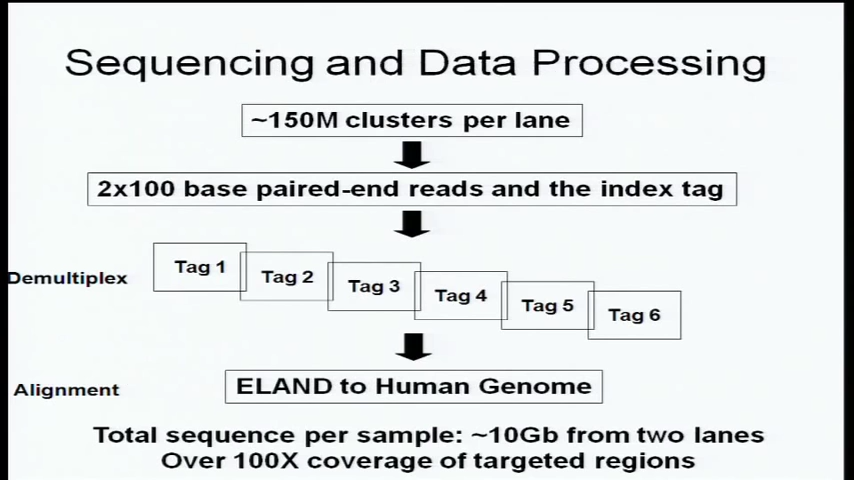 Sequencing and Data Processing
~150M clusters per lane
2x100 base paired-end reads and the index tag
Demultiplex
Tag 1
Tag 2
Tag 3
Tag 4
Tag 5
Tag 6
Alignment
ELAND to Human Genome
Total sequence per sample: ~10Gb from two lanes
Over 100X coverage of targeted regions